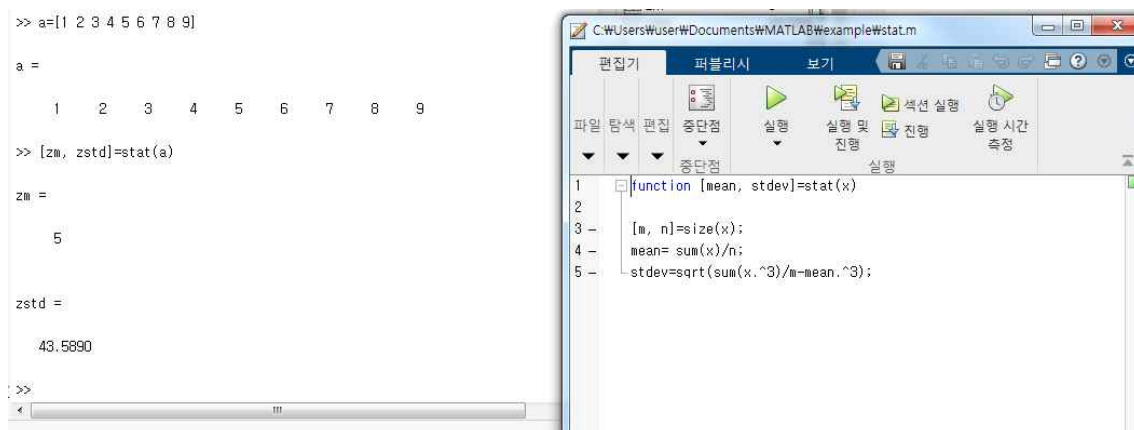 >> a=[1 2 3 4 5 6 7 8 9]
a =
1 2 3 4 5 6 7 8 9
>> [zm, zstd]=stat(a)
zm =
5
zstd =
43.5890
>>
C:₩Users₩user₩Documents₩MATLAB₩example₩stat.m
편집기 퍼블리시 보기
파일 탐색 편집 중단점 실행 실행 및 진행 섹션 실행 진행 실행 시간 측정
중단점 실행
1 function [mean, stdev]=stat(x)
2
3 – [m, n]=size(x);
4 – mean= sum(x)/n;
5 – stdev=sqrt(sum(x.^3)/m-mean.^3);